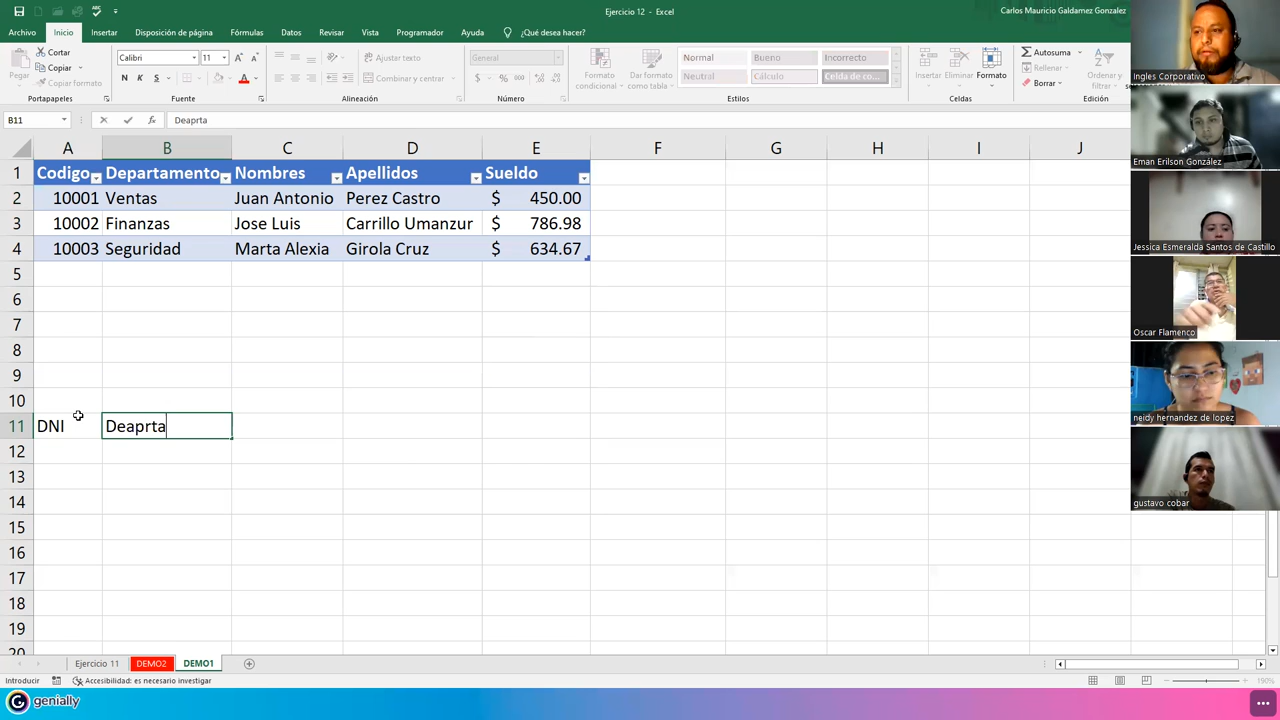 Ejercicio 12 - Excel
Carlos Mauricio Galdamez Gonzalez
Archivo Inicio Insertar Disposición de página Fórmulas Datos Revisar Vista Programador Ayuda ¿Qué desea hacer?
Pegar
Cortar
Copiar
Copiar formato
Portapapeles
Calibri 11
N K S
Fuente
Ajustar texto
Combinar y centrar
Alineación
Número
Formato condicional
Dar formato como tabla
Normal Bueno Incorrecto
Neutral Cálculo Celda de co...
Estilos
Insertar Eliminar Formato
Celdas
Autosuma
Rellenar
Borrar
Ordenar y filtrar
Edición
B11 fx Deaprta
A B C D E F G H I J
1 Codigo Departamento Nombres Apellidos Sueldo
2 10001 Ventas Juan Antonio Perez Castro $ 450.00
3 10002 Finanzas Jose Luis Carrillo Umanzur $ 786.98
4 10003 Seguridad Marta Alexia Girola Cruz $ 634.67
5
6
7
8
9
10
11 DNI Deaprta
12
13
14
15
16
17
18
19
20
Ejercicio 11 DEMO2 DEMO1
Introducir Accesibilidad: es necesario investigar 190%
genially
Ingles Corporativo
Eman Erilson González
Jessica Esmeralda Santos de Castillo
Oscar Flamenco
neidy hernandez de lopez
gustavo cobar